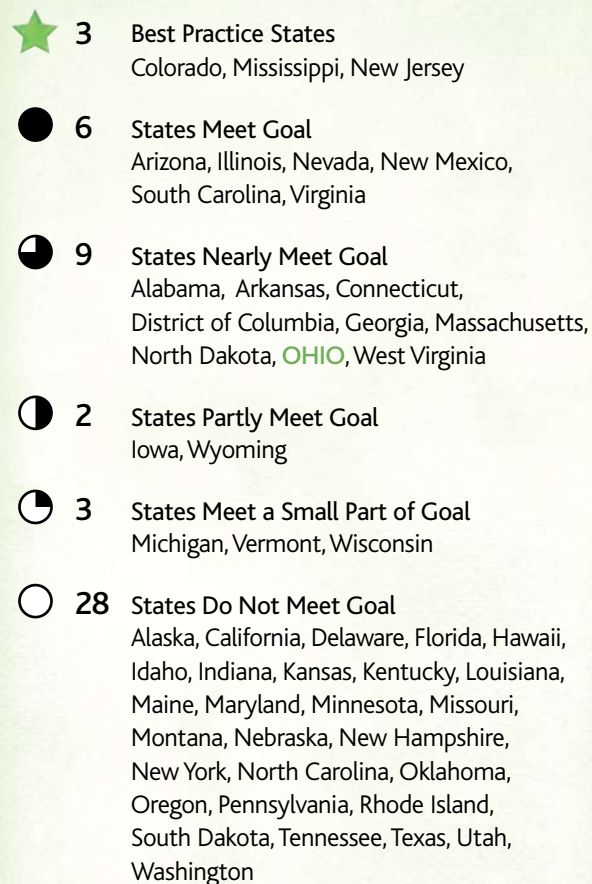 3 Best Practice States
Colorado, Mississippi, New Jersey
6 States Meet Goal
Arizona, Illinois, Nevada, New Mexico,
South Carolina, Virginia
9 States Nearly Meet Goal
Alabama, Arkansas, Connecticut,
District of Columbia, Georgia, Massachusetts,
North Dakota, OHIO, West Virginia
2 States Partly Meet Goal
Iowa, Wyoming
3 States Meet a Small Part of Goal
Michigan, Vermont, Wisconsin
28 States Do Not Meet Goal
Alaska, California, Delaware, Florida, Hawaii,
Idaho, Indiana, Kansas, Kentucky, Louisiana,
Maine, Maryland, Minnesota, Missouri,
Montana, Nebraska, New Hampshire,
New York, North Carolina, Oklahoma,
Oregon, Pennsylvania, Rhode Island,
South Dakota, Tennessee, Texas, Utah,
Washington